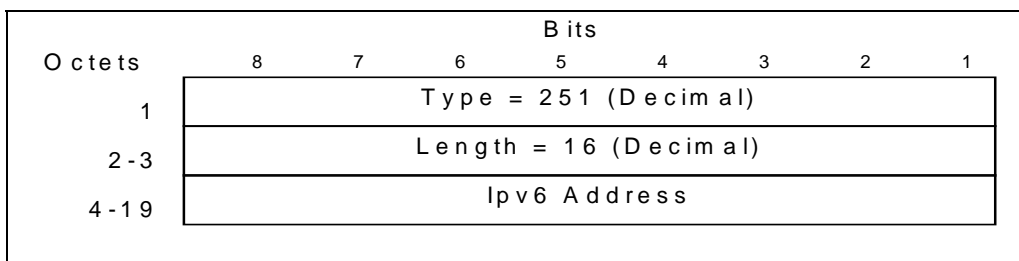 Bits
Octets 8 7 6 5 4 3 2 1
1 Type = 251 (Decimal)
2-3 Length = 16 (Decimal)
4-19 Ipv6 Address